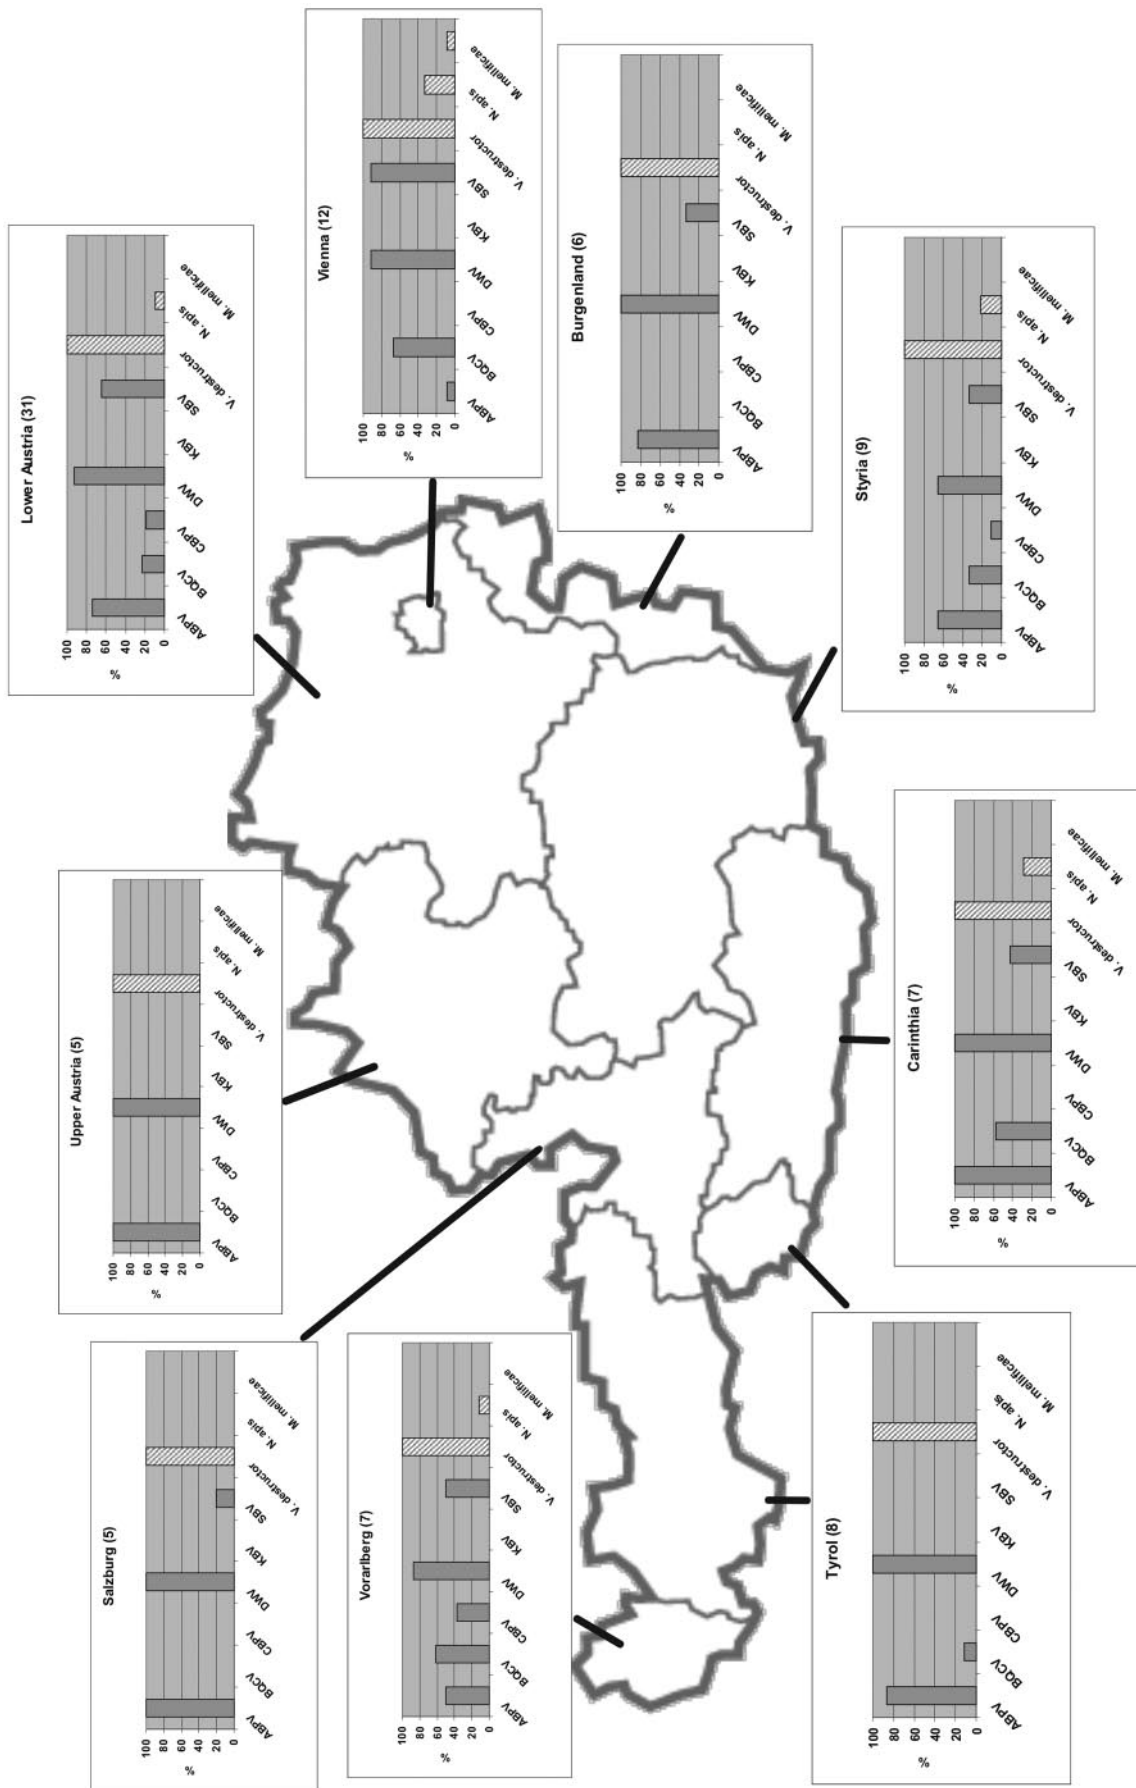 Lower Austria (31)
%
100
80
60
40
20
0
ABPV
BQCV
CBPV
DWV
KBV
SBV
V. destructor
N. apis
M. mellificae
Vienna (12)
%
100
80
60
40
20
0
ABPV
BQCV
CBPV
DWV
KBV
SBV
V. destructor
N. apis
M. mellificae
Burgenland (6)
%
100
80
60
40
20
0
ABPV
BQCV
CBPV
DWV
KBV
SBV
V. destructor
N. apis
M. mellificae
Styria (9)
%
100
80
60
40
20
0
ABPV
BQCV
CBPV
DWV
KBV
SBV
V. destructor
N. apis
M. mellificae
Upper Austria (5)
%
100
80
60
40
20
0
ABPV
BQCV
CBPV
DWV
KBV
SBV
V. destructor
N. apis
M. mellificae
Carinthia (7)
%
100
80
60
40
20
0
ABPV
BQCV
CBPV
DWV
KBV
SBV
V. destructor
N. apis
M. mellificae
Salzburg (5)
%
100
80
60
40
20
0
ABPV
BQCV
CBPV
DWV
KBV
SBV
V. destructor
N. apis
M. mellificae
Vorarlberg (7)
%
100
80
60
40
20
0
ABPV
BQCV
CBPV
DWV
KBV
SBV
V. destructor
N. apis
M. mellificae
Tyrol (8)
%
100
80
60
40
20
0
ABPV
BQCV
CBPV
DWV
KBV
SBV
V. destructor
N. apis
M. mellificae